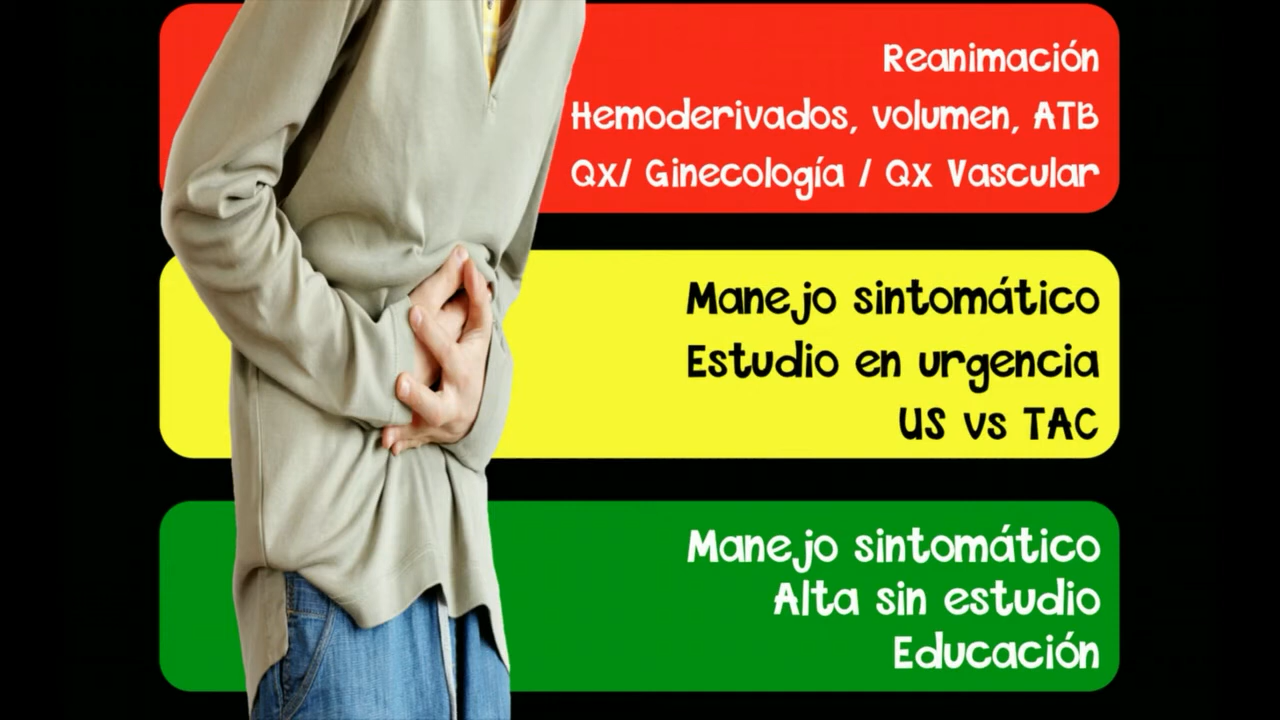 Reanimación
Hemoderivados, volumen, ATB
Qx/ Ginecología / Qx Vascular
Manejo sintomático
Estudio en urgencia
US vs TAC
Manejo sintomático
Alta sin estudio
Educación